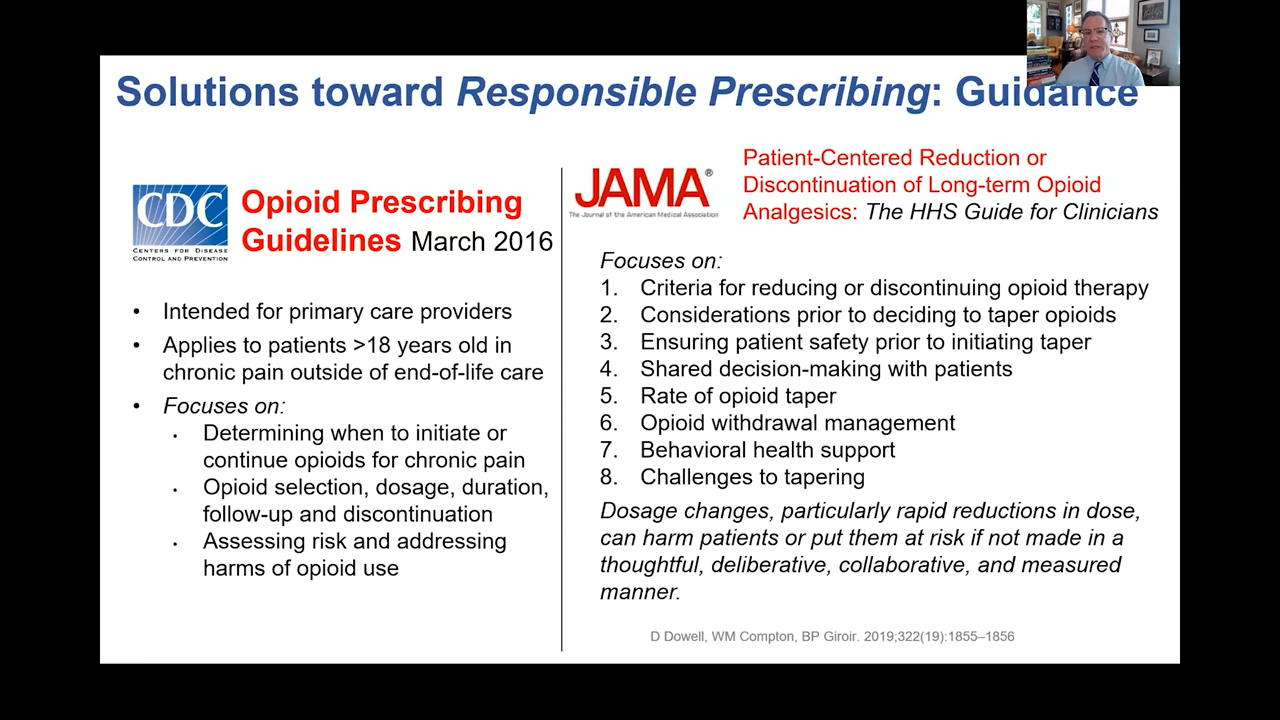 Solutions toward Responsible Prescribing: Guidance
CDC
CENTERS FOR DISEASE
CONTROL AND PREVENTION
Opioid Prescribing
Guidelines March 2016
• Intended for primary care providers
• Applies to patients >18 years old in
chronic pain outside of end-of-life care
• Focuses on:
• Determining when to initiate or
continue opioids for chronic pain
• Opioid selection, dosage, duration,
follow-up and discontinuation
• Assessing risk and addressing
harms of opioid use
JAMA®
The Journal of the American Medical Association
Patient-Centered Reduction or
Discontinuation of Long-term Opioid
Analgesics: The HHS Guide for Clinicians
Focuses on:
1. Criteria for reducing or discontinuing opioid therapy
2. Considerations prior to deciding to taper opioids
3. Ensuring patient safety prior to initiating taper
4. Shared decision-making with patients
5. Rate of opioid taper
6. Opioid withdrawal management
7. Behavioral health support
8. Challenges to tapering
Dosage changes, particularly rapid reductions in dose,
can harm patients or put them at risk if not made in a
thoughtful, deliberative, collaborative, and measured
manner.
D Dowell, WM Compton, BP Giroir. 2019;322(19):1855–1856